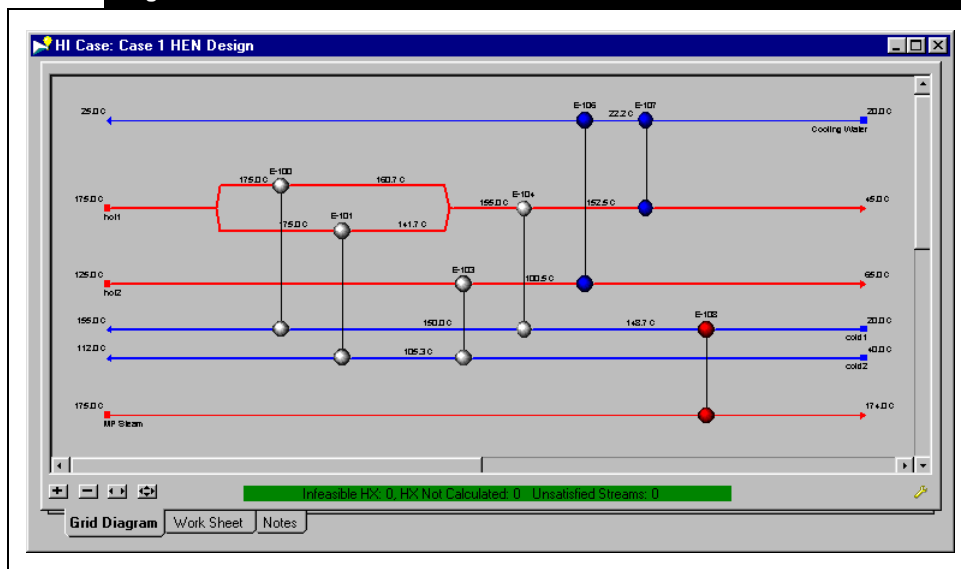 HI Case: Case 1 HEN Design
E-106 E-107
25.0 C 22.2 C 20.0 C
Cooling Water
E-100
175.0 C 160.7 C
E-104
175.0 C 155.0 C 152.5 C 45.0 C
hot1
E-101
175.0 C 141.7 C
E-103
125.0 C 100.5 C 65.0 C
hot2
E-108
155.0 C 150.0 C 148.7 C 20.0 C
cold1
112.0 C 105.3 C 40.0 C
cold2
175.0 C 174.0 C
MP Steam
Infeasible HX: 0, HX Not Calculated: 0 Unsatisfied Streams: 0
Grid Diagram Work Sheet Notes